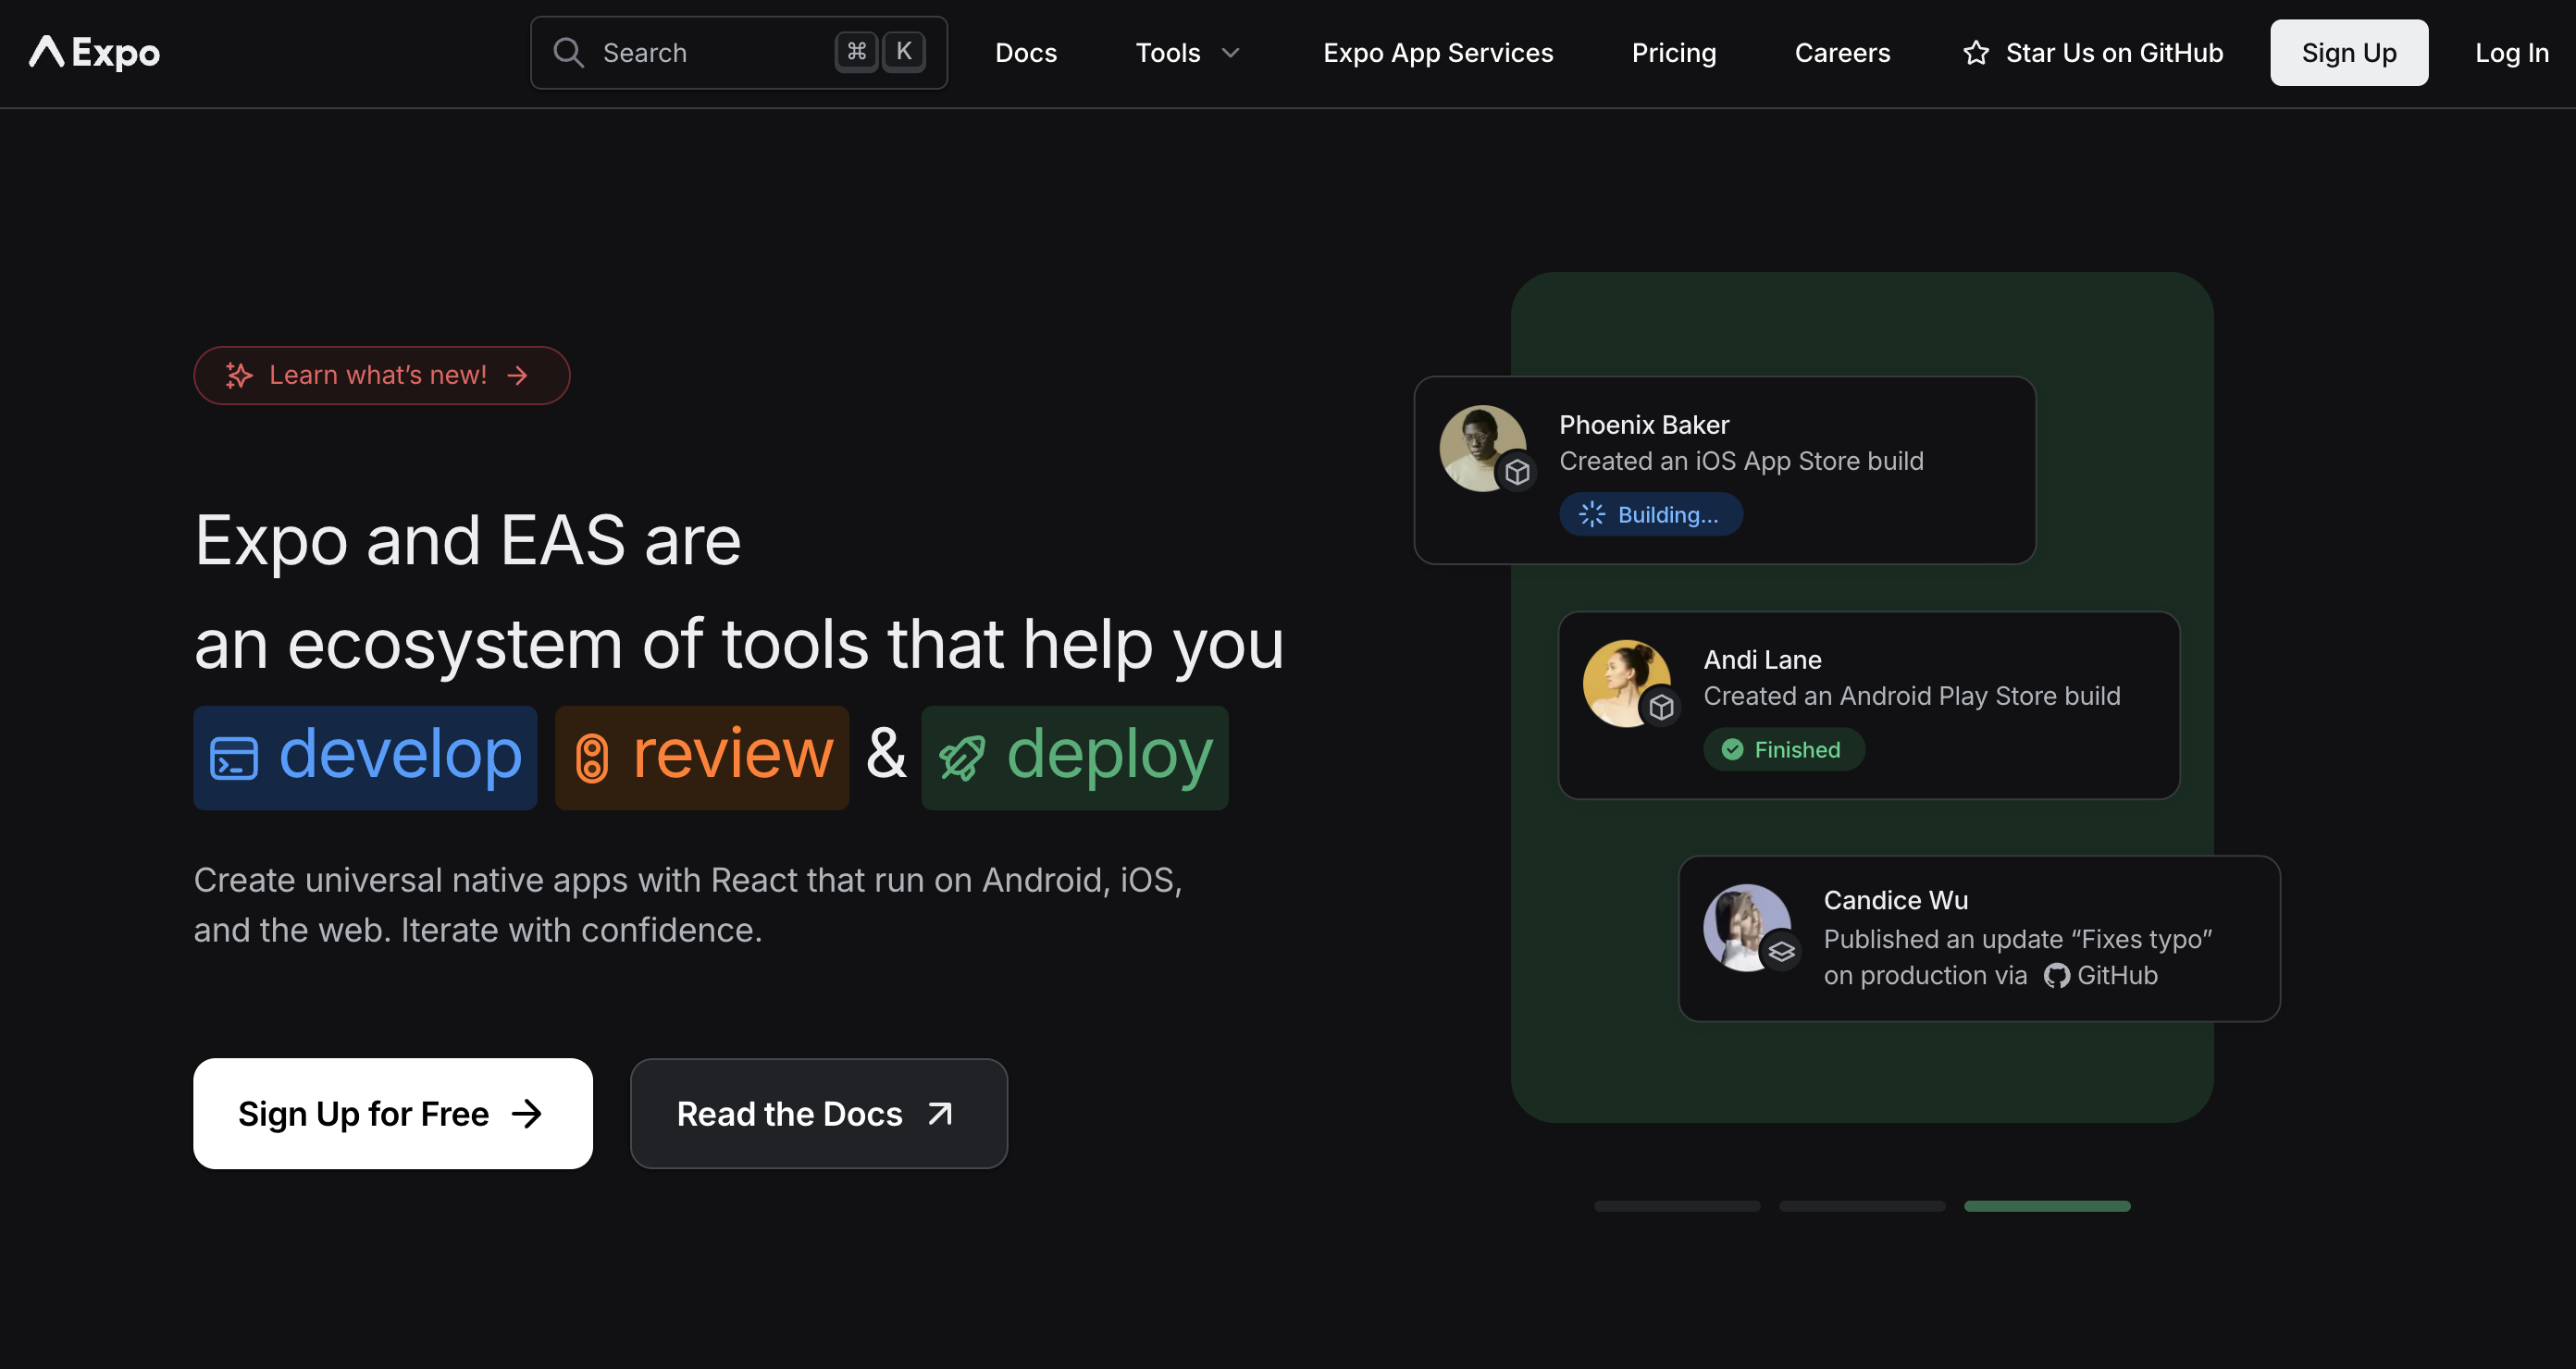 Expo
Search ⌘ K
Docs
Tools
Expo App Services
Pricing
Careers
Star Us on GitHub
Sign Up
Log In
Learn what’s new!
Expo and EAS are
an ecosystem of tools that help you
develop review & deploy
Create universal native apps with React that run on Android, iOS,
and the web. Iterate with confidence.
Sign Up for Free
Read the Docs
Phoenix Baker
Created an iOS App Store build
Building...
Andi Lane
Created an Android Play Store build
Finished
Candice Wu
Published an update “Fixes typo”
on production via GitHub